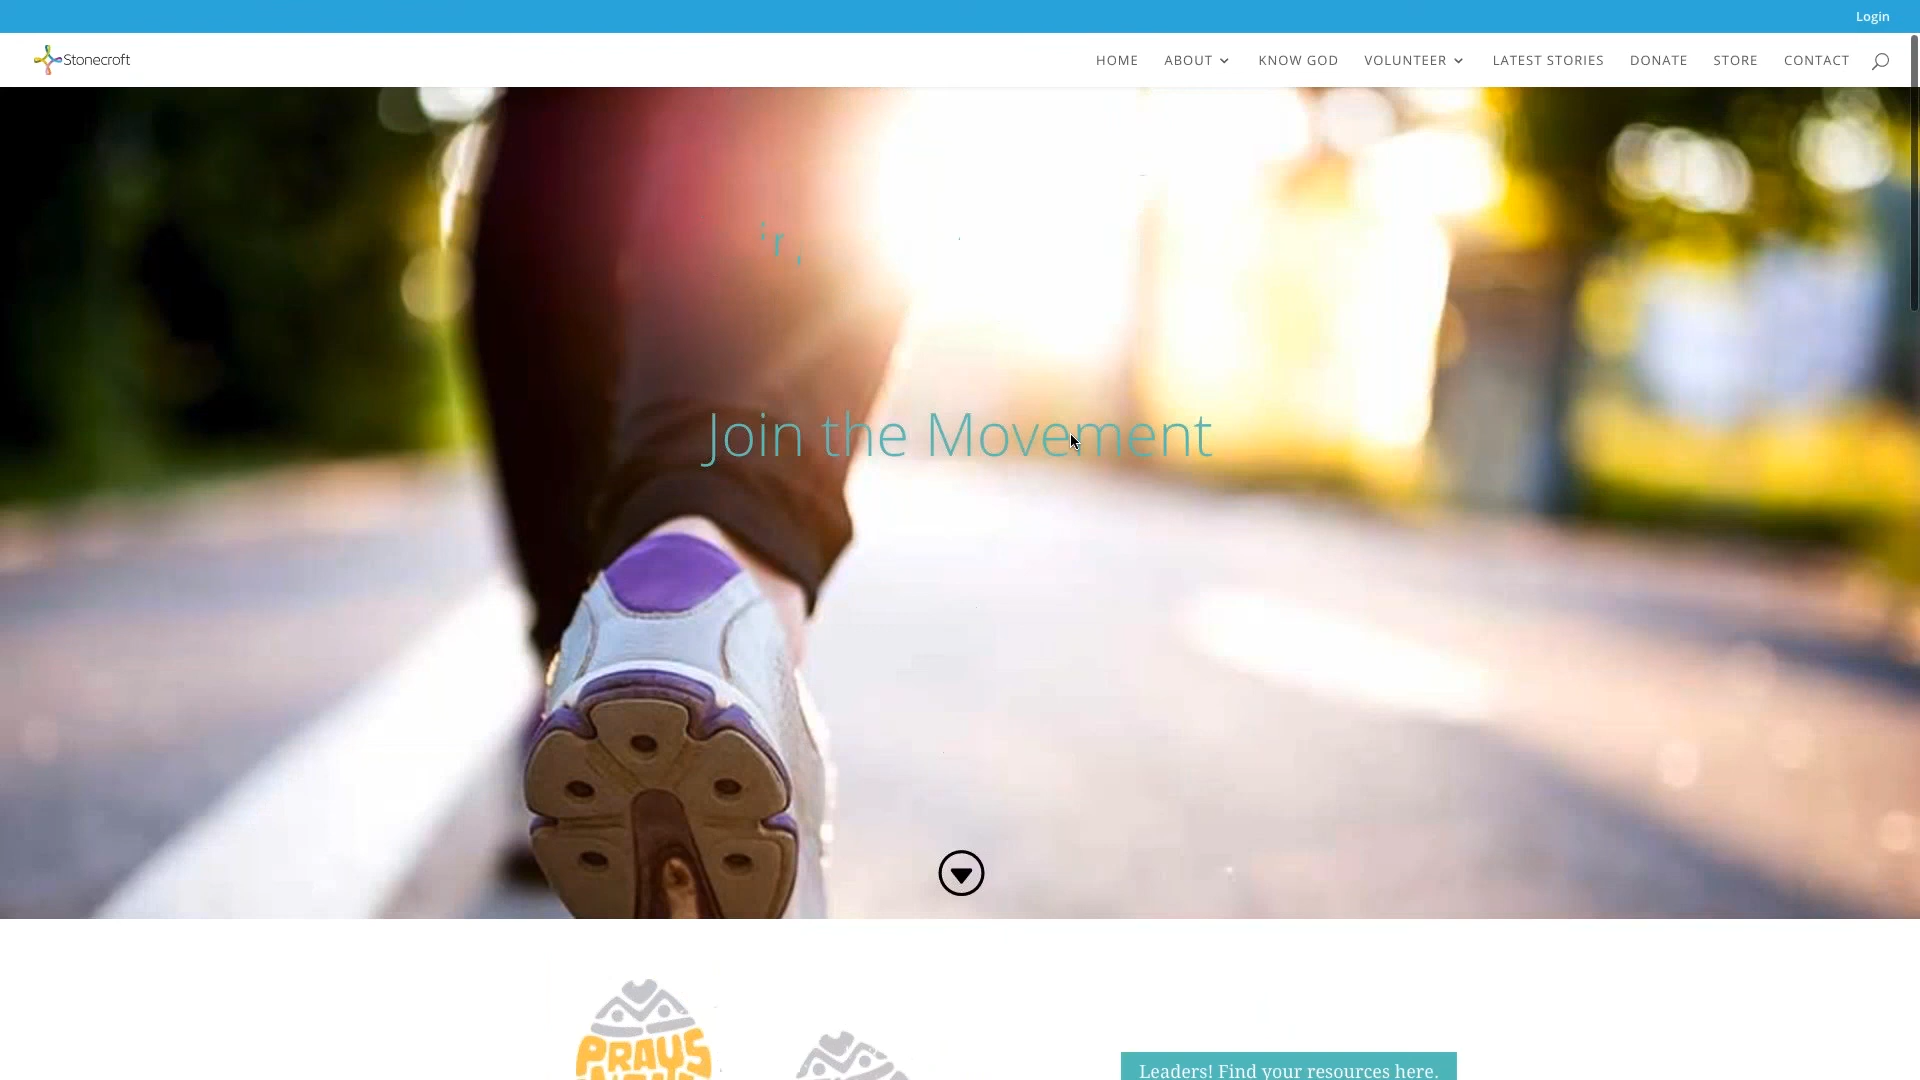 Login
Stonecroft
HOME ABOUT KNOW GOD VOLUNTEER LATEST STORIES DONATE STORE CONTACT
Join the Movement
PRAYS
Leaders! Find your resources here.